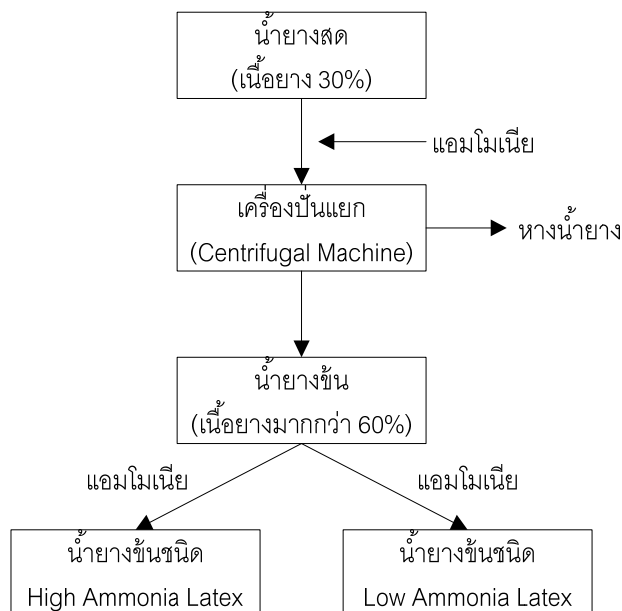 น้ำยางสด
(เนื้อยาง 30%)
แอมโมเนีย
เครื่องปั่นแยก
(Centrifugal Machine)
หางน้ำยาง
น้ำยางข้น
(เนื้อยางมากกว่า 60%)
แอมโมเนีย
แอมโมเนีย
น้ำยางข้นชนิด
High Ammonia Latex
น้ำยางข้นชนิด
Low Ammonia Latex